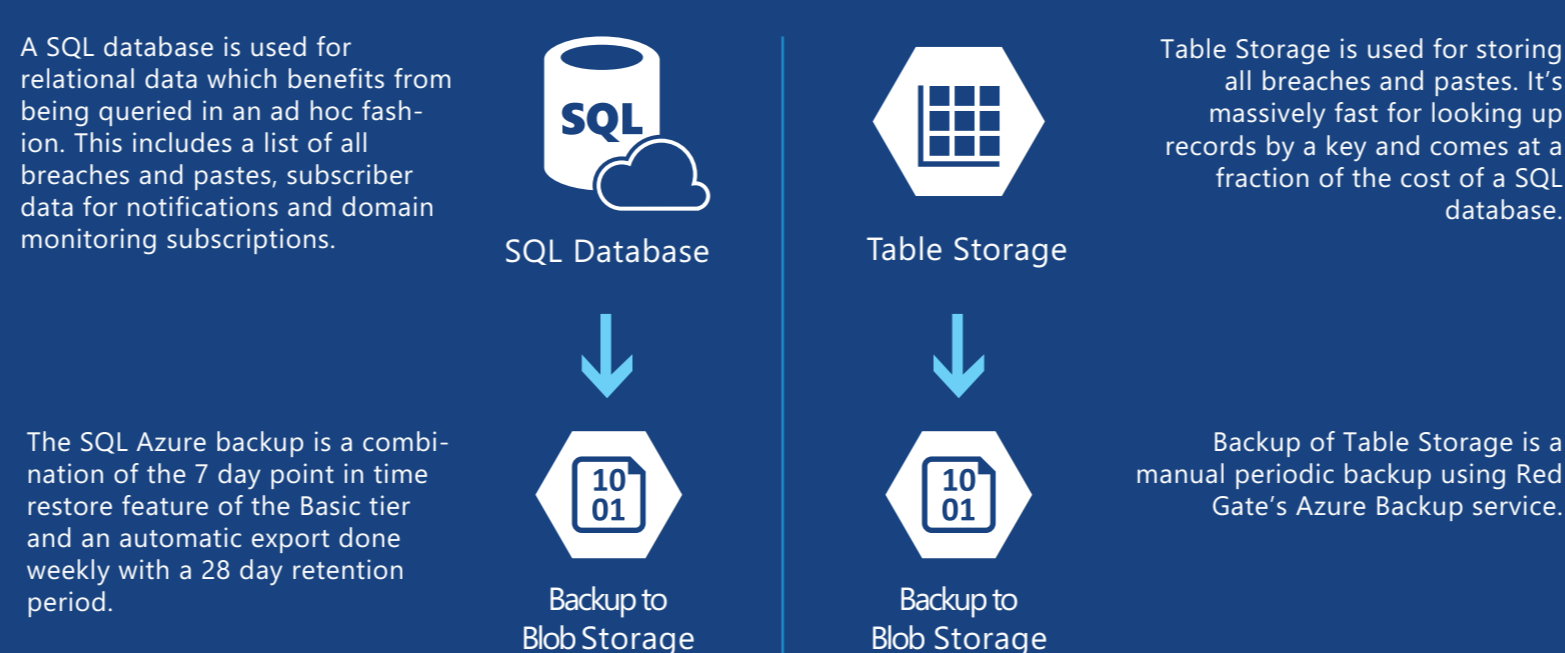 A SQL database is used for
relational data which benefits from
being queried in an ad hoc fash-
ion. This includes a list of all
breaches and pastes, subscriber
data for notifications and domain
monitoring subscriptions.
SQL
SQL Database
Table Storage
Table Storage is used for storing
all breaches and pastes. It's
massively fast for looking up
records by a key and comes at a
fraction of the cost of a SQL
database.
The SQL Azure backup is a combi-
nation of the 7 day point in time
restore feature of the Basic tier
and an automatic export done
weekly with a 28 day retention
period.
10
01
Backup to
Blob Storage
10
01
Backup to
Blob Storage
Backup of Table Storage is a
manual periodic backup using Red
Gate's Azure Backup service.